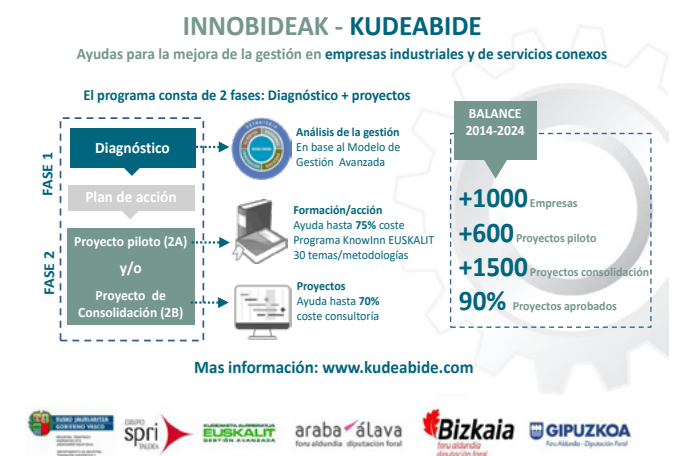 INNOBIDEAK - KUDEABIDE
Ayudas para la mejora de la gestión en empresas industriales y de servicios conexos
El programa consta de 2 fases: Diagnóstico + proyectos
FASE 1
Diagnóstico
Análisis de la gestión
En base al Modelo de
Gestión Avanzada
Plan de acción
FASE 2
Proyecto piloto (2A)
y/o
Proyecto de
Consolidación (2B)
Formación/acción
Ayuda hasta 75% coste
Programa KnowInn EUSKALIT
30 temas/metodologías
Proyectos
Ayuda hasta 70%
coste consultoría
BALANCE
2014-2024
+1000 Empresas
+600 Proyectos piloto
+1500 Proyectos consolidación
90% Proyectos aprobados
Mas información: www.kudeabide.com
EUSKO JAURLARITZA
GOBIERNO VASCO
GRUPO
spri
TALDEA
KUDEAKETA AURRERATUA
EUSKALIT
GESTIÓN AVANZADA
araba álava
foru aldundia diputación foral
Bizkaia
foru aldundia
diputación foral
GIPUZKOA
Foru Aldundia - Diputación Foral